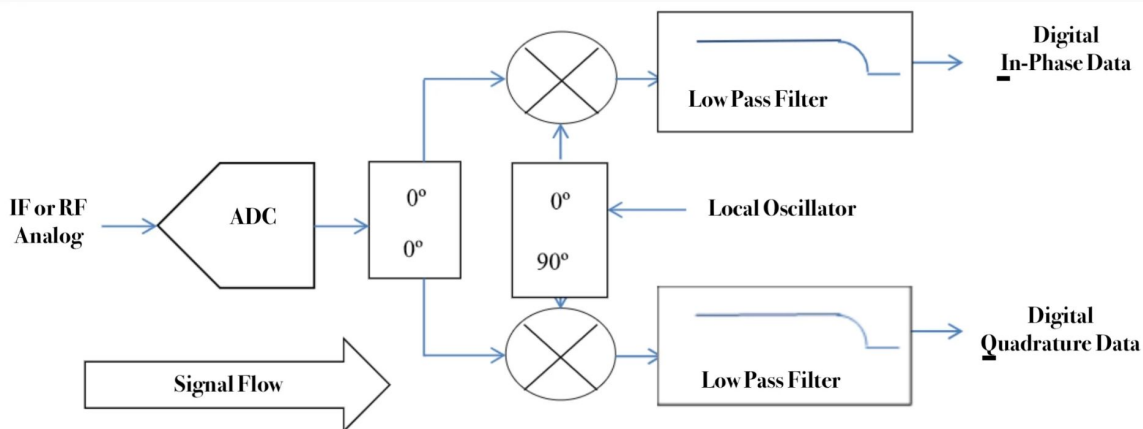 Digital
In-Phase Data
Low Pass Filter
IF or RF
Analog
ADC
0º
0º
0º
90º
Local Oscillator
Digital
Quadrature Data
Low Pass Filter
Signal Flow